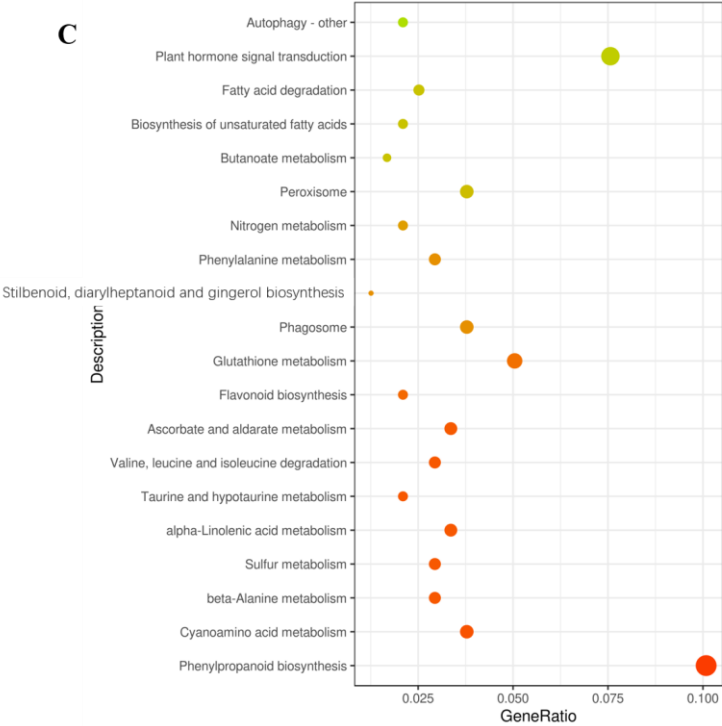 C
Autophagy - other
Plant hormone signal transduction
Fatty acid degradation
Biosynthesis of unsaturated fatty acids
Butanoate metabolism
Peroxisome
Nitrogen metabolism
Phenylalanine metabolism
Stilbenoid, diarylheptanoid and gingerol biosynthesis
Phagosome
Glutathione metabolism
Flavonoid biosynthesis
Ascorbate and aldarate metabolism
Valine, leucine and isoleucine degradation
Taurine and hypotaurine metabolism
alpha-Linolenic acid metabolism
Sulfur metabolism
beta-Alanine metabolism
Cyanoamino acid metabolism
Phenylpropanoid biosynthesis
Description
0.025 0.050 0.075 0.100
GeneRatio